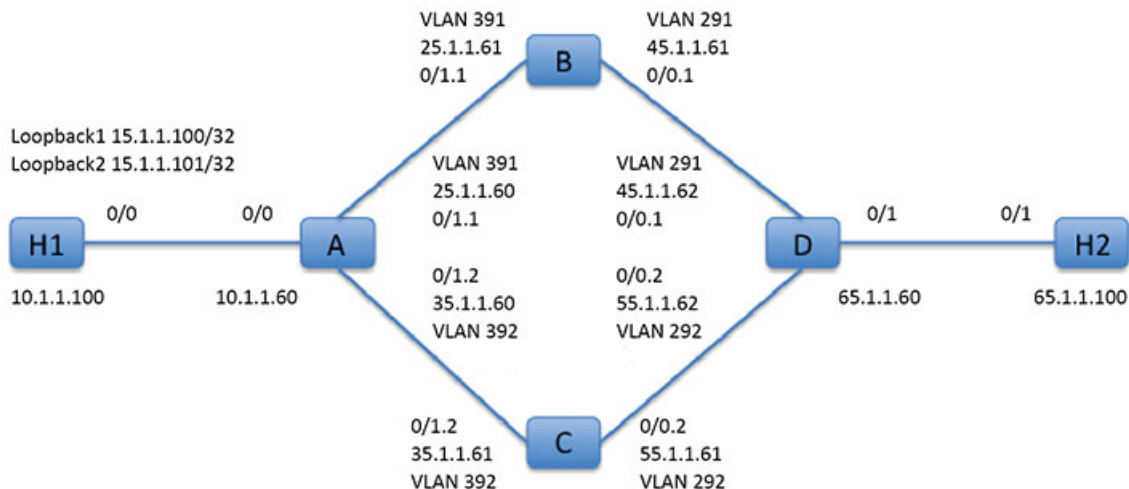 VLAN 391
25.1.1.61
0/1.1
B
VLAN 291
45.1.1.61
0/0.1
Loopback1 15.1.1.100/32
Loopback2 15.1.1.101/32
VLAN 391
25.1.1.60
0/1.1
VLAN 291
45.1.1.62
0/0.1
0/0
0/0
0/1
0/1
H1
A
D
H2
10.1.1.100
10.1.1.60
0/1.2
35.1.1.60
VLAN 392
0/0.2
55.1.1.62
VLAN 292
65.1.1.60
65.1.1.100
0/1.2
35.1.1.61
VLAN 392
C
0/0.2
55.1.1.61
VLAN 292